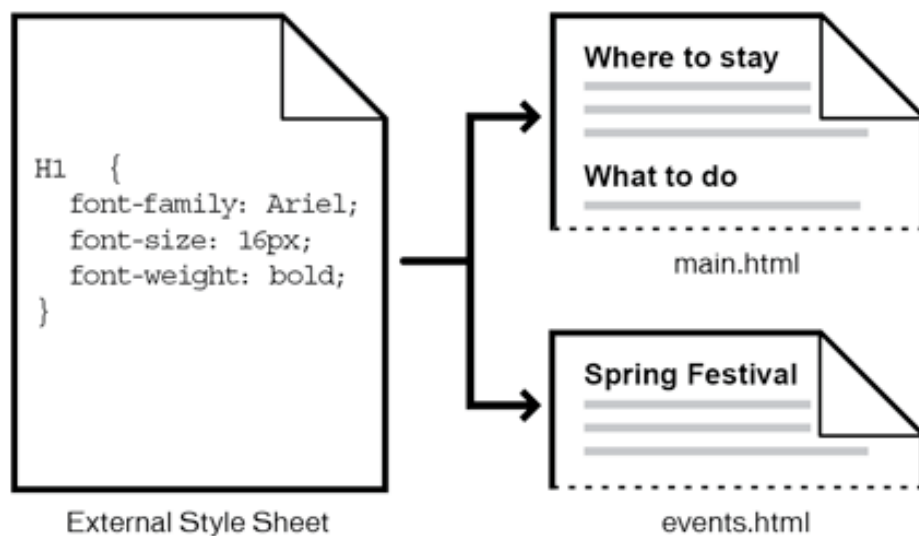 H1 {
font-family: Ariel;
font-size: 16px;
font-weight: bold;
}
External Style Sheet
Where to stay
What to do
main.html
Spring Festival
events.html